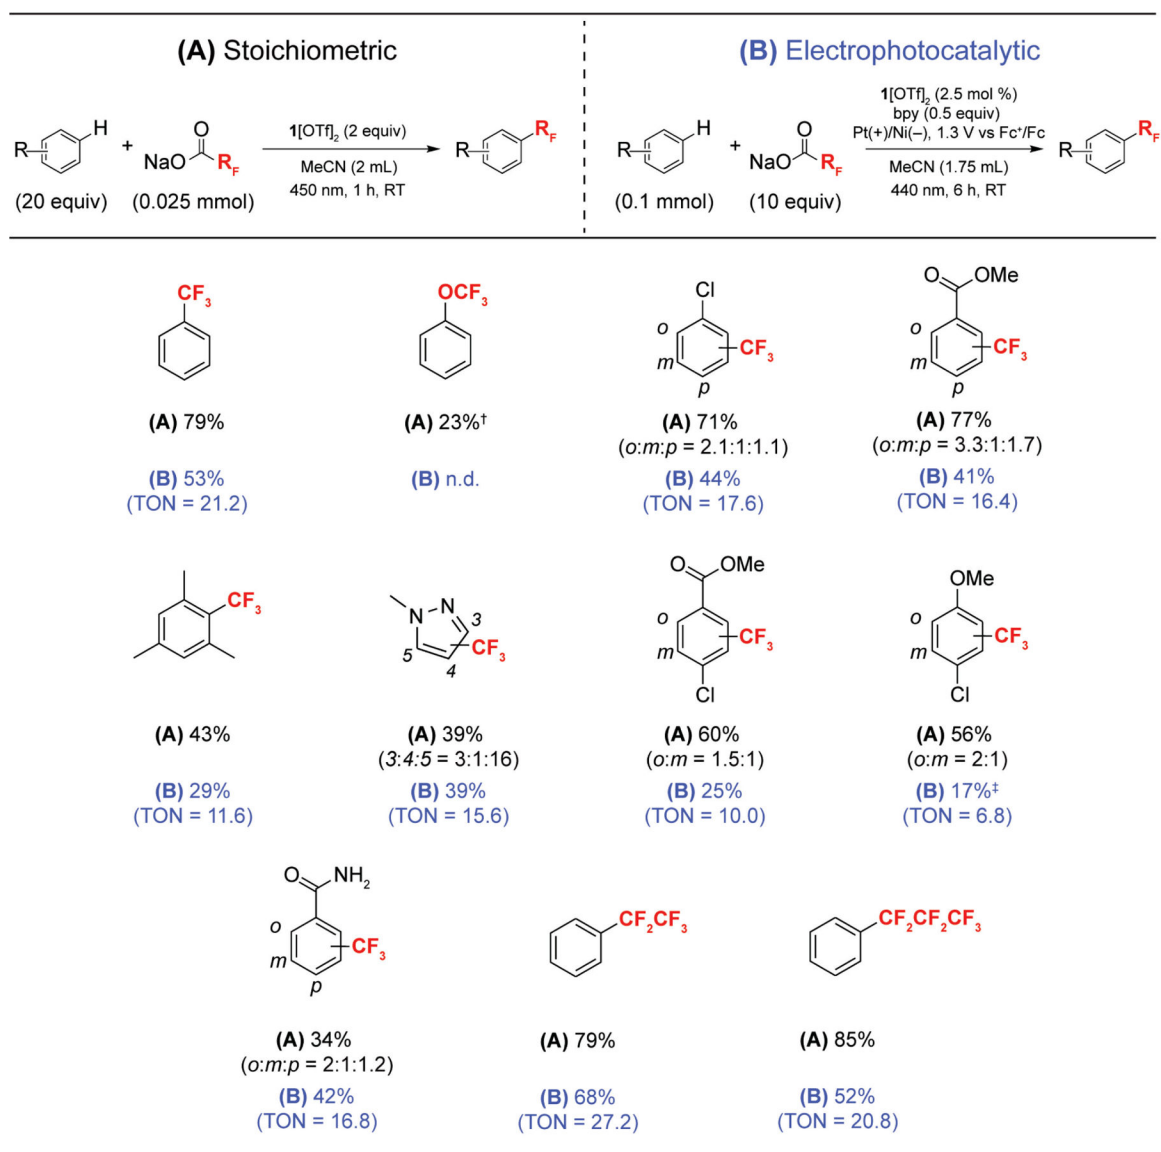 (A) Stoichiometric
(B) Electrophotocatalytic
R
H
+
NaO
O
R_F
1[OTf]₂ (2 equiv)
MeCN (2 mL)
450 nm, 1 h, RT
R
R_F
(20 equiv)
(0.025 mmol)
R
H
+
NaO
O
R_F
1[OTf]₂ (2.5 mol %)
bpy (0.5 equiv)
Pt(+)/Ni(–), 1.3 V vs Fc⁺/Fc
MeCN (1.75 mL)
440 nm, 6 h, RT
R
R_F
(0.1 mmol)
(10 equiv)
CF₃
(A) 79%
(B) 53%
(TON = 21.2)
OCF₃
(A) 23%†
(B) n.d.
Cl
o
m
p
CF₃
(A) 71%
(o:m:p = 2.1:1:1.1)
(B) 44%
(TON = 17.6)
O
OMe
o
m
p
CF₃
(A) 77%
(o:m:p = 3.3:1:1.7)
(B) 41%
(TON = 16.4)
CF₃
(A) 43%
(B) 29%
(TON = 11.6)
N
N
3
CF₃
5
4
(A) 39%
(3:4:5 = 3:1:16)
(B) 39%
(TON = 15.6)
O
OMe
o
m
CF₃
Cl
(A) 60%
(o:m = 1.5:1)
(B) 25%
(TON = 10.0)
OMe
o
m
CF₃
Cl
(A) 56%
(o:m = 2:1)
(B) 17%‡
(TON = 6.8)
O
NH₂
o
m
p
CF₃
(A) 34%
(o:m:p = 2:1:1.2)
(B) 42%
(TON = 16.8)
CF₂CF₃
(A) 79%
(B) 68%
(TON = 27.2)
CF₂CF₂CF₃
(A) 85%
(B) 52%
(TON = 20.8)